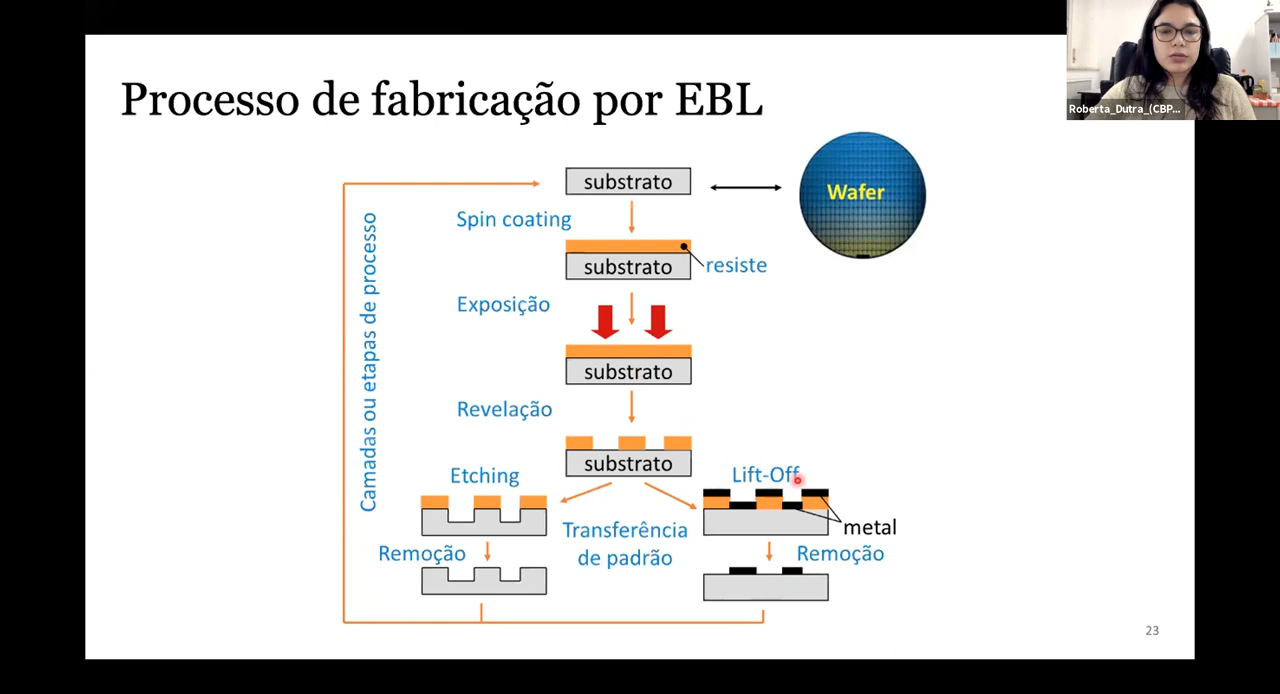 Processo de fabricação por EBL
Roberta_Dutra_(CBP...
substrato
Wafer
Spin coating
substrato
resiste
Exposição
substrato
Revelação
substrato
Camadas ou etapas de processo
Etching
Lift-Off
Transferência
de padrão
metal
Remoção
Remoção
23